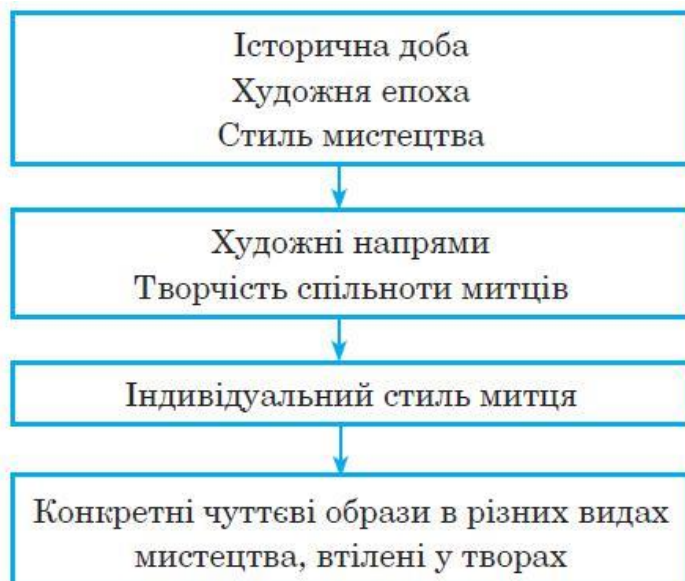 Історична доба
Художня епоха
Стиль мистецтва
Художні напрями
Творчість спільноти митців
Індивідуальний стиль митця
Конкретні чуттєві образи в різних видах
мистецтва, втілені у творах